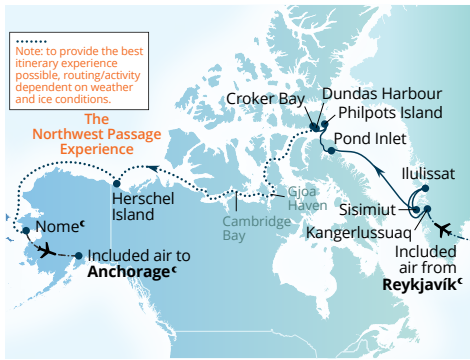 Note: to provide the best
itinerary experience
possible, routing/activity
dependent on weather
and ice conditions.
The
Northwest Passage
Experience
Croker Bay
Dundas Harbour
Philpots Island
Pond Inlet
Ilulissat
Sisimiut
Kangerlussuaq
Included
air from
Reykjavík☾
Gjoa
Haven
Cambridge
Bay
Herschel
Island
Nome☾
Included air to
Anchorage☾